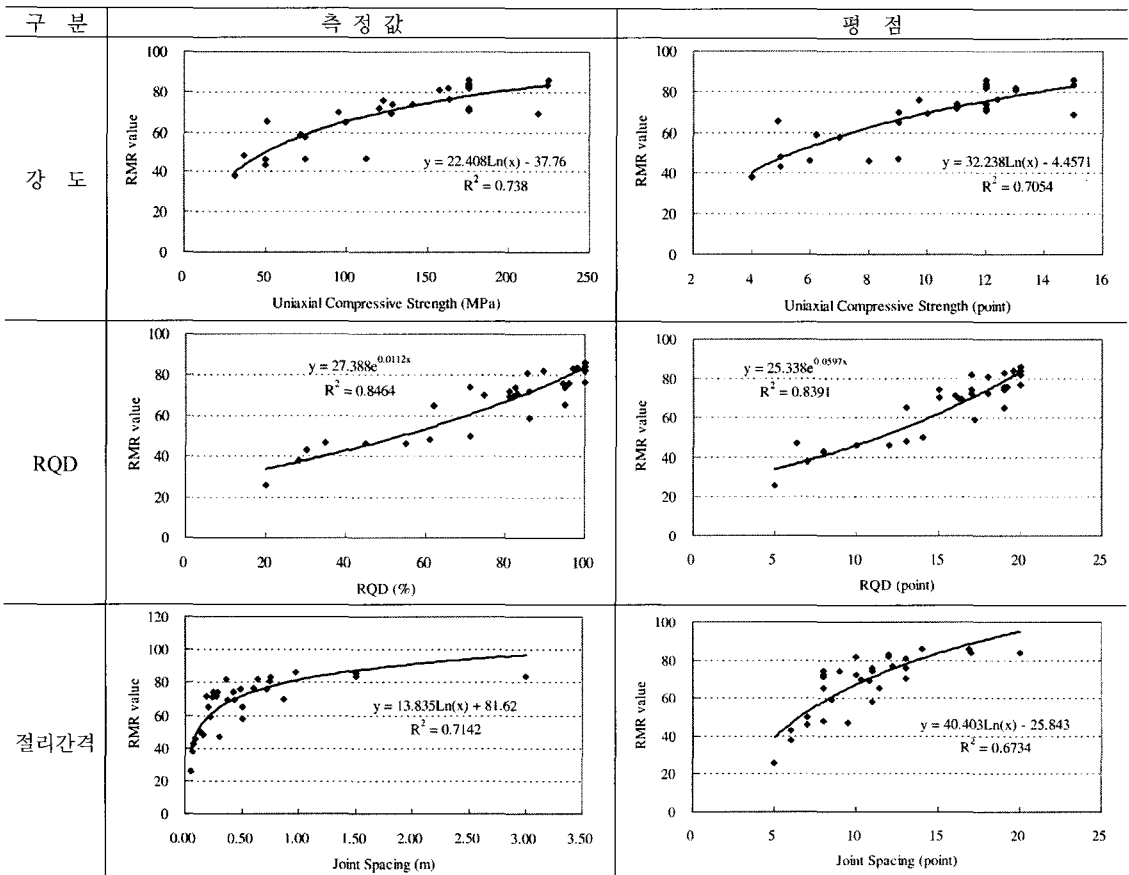 구 분 측 정 값 평 점
강 도
RMR value
100
80
60
40
20
0
y = 22.408Ln(x) - 37.76
R² = 0.738
0 50 100 150 200 250
Uniaxial Compressive Strength (MPa)
RMR value
100
80
60
40
20
0
y = 32.238Ln(x) - 4.4571
R² = 0.7054
2 4 6 8 10 12 14 16
Uniaxial Compressive Strength (point)
RQD
RMR value
100
80
60
40
20
0
y = 27.388e^0.0112x
R² = 0.8464
0 20 40 60 80 100
RQD (%)
RMR value
100
80
60
40
20
0
y = 25.338e^0.0597x
R² = 0.8391
0 5 10 15 20 25
RQD (point)
절리간격
RMR value
120
100
80
60
40
20
0
y = 13.835Ln(x) + 81.62
R² = 0.7142
0.00 0.50 1.00 1.50 2.00 2.50 3.00 3.50
Joint Spacing (m)
RMR value
100
80
60
40
20
0
y = 40.403Ln(x) - 25.843
R² = 0.6734
0 5 10 15 20 25
Joint Spacing (point)